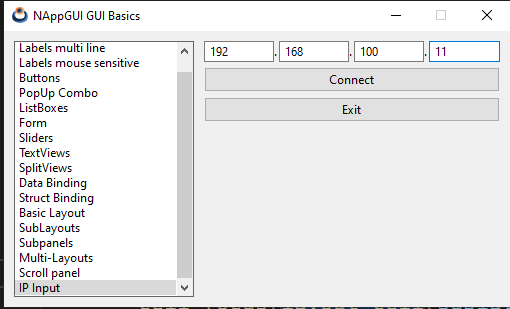 NAppGUI GUI Basics
Labels multi line
Labels mouse sensitive
Buttons
PopUp Combo
ListBoxes
Form
Sliders
TextViews
SplitViews
Data Binding
Struct Binding
Basic Layout
SubLayouts
Subpanels
Multi-Layouts
Scroll panel
IP Input
192.168.100.11
Connect
Exit